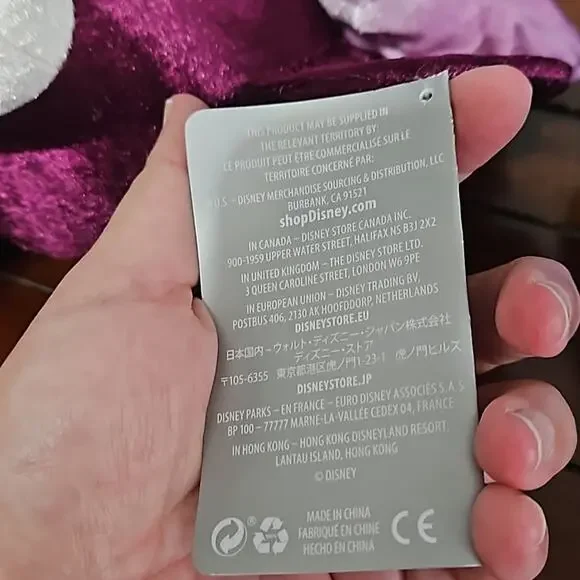 THIS PRODUCT MAY BE SUPPLIED IN
THE RELEVANT TERRITORY BY:
LE PRODUIT PEUT ÊTRE COMMERCIALISE SUR LE
TERRITOIRE CONCERNÉ PAR:
U.S. – DISNEY MERCHANDISE SOURCING & DISTRIBUTION, LLC
BURBANK, CA 91521
shopDisney.com
IN CANADA – DISNEY STORE CANADA INC.
900-1959 UPPER WATER STREET, HALIFAX NS B3J 2X2
IN UNITED KINGDOM – THE DISNEY STORE LTD.
3 QUEEN CAROLINE STREET, LONDON W6 9PE
IN EUROPEAN UNION – DISNEY TRADING BV,
POSTBUS 406, 2130 AK HOOFDDORP, NETHERLANDS
DISNEYSTORE.EU
日本国内–ウォルト・ディズニー・ジャパン株式会社
ディズニー・ストア
〒105-6355 東京都港区虎ノ門1-23-1 虎ノ門ヒルズ
DISNEYSTORE.JP
DISNEY PARKS – EN FRANCE – EURO DISNEY ASSOCIÉS S.A.S
BP 100 – 77777 MARNE-LA-VALLÉE CEDEX 04, FRANCE
IN HONG KONG – HONG KONG DISNEYLAND RESORT.
LANTAU ISLAND, HONG KONG
© DISNEY
MADE IN CHINA
FABRIQUÉ EN CHINE
HECHO EN CHINA
CE